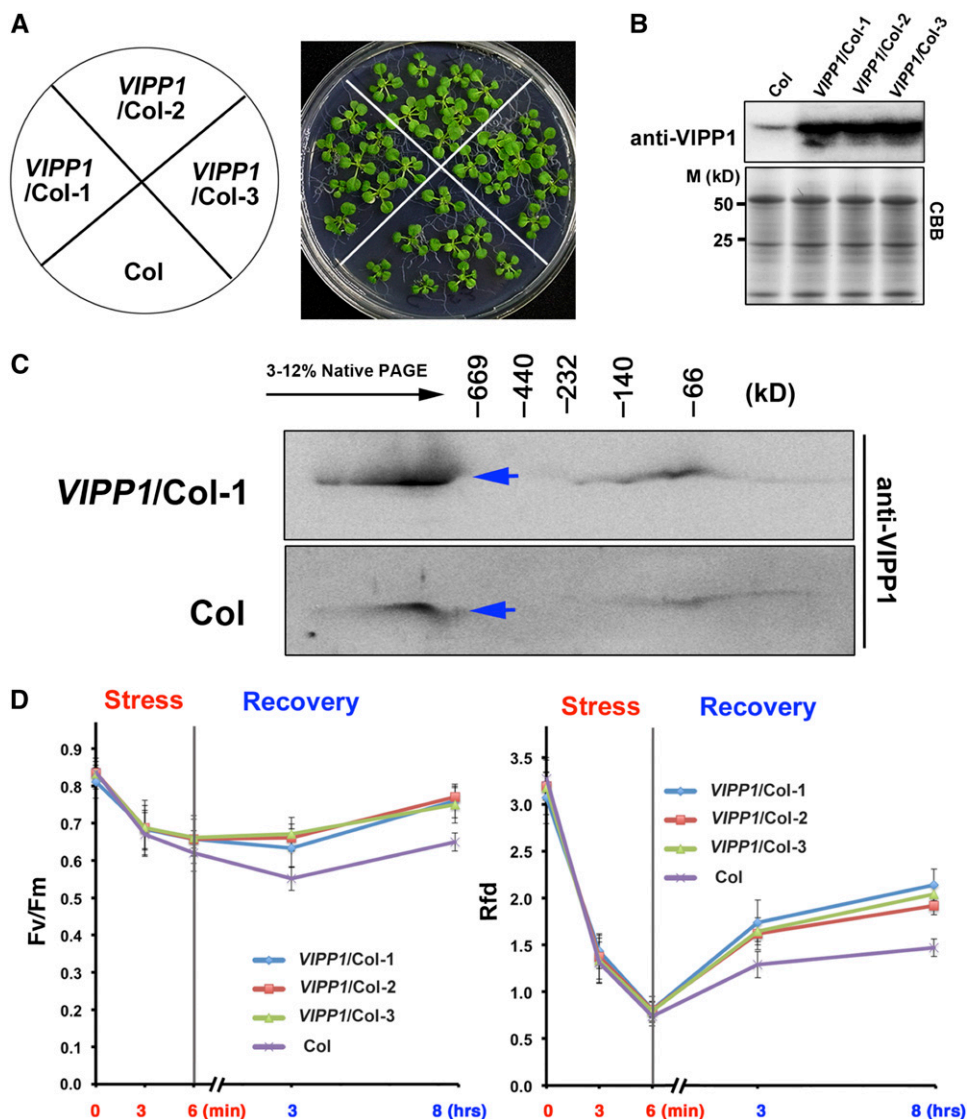 A
VIPP1
/Col-2
VIPP1
/Col-1
VIPP1
/Col-3
Col
B
Col
VIPP1/Col-1
VIPP1/Col-2
VIPP1/Col-3
anti-VIPP1
M (kD)
50
25
CBB
C
3-12% Native PAGE
–669
–440
–232
–140
–66
(kD)
VIPP1/Col-1
Col
anti-VIPP1
D
Stress
Recovery
Fv/Fm
0.9
0.8
0.7
0.6
0.5
0.4
0.3
0.2
0.1
0.0
VIPP1/Col-1
VIPP1/Col-2
VIPP1/Col-3
Col
0 3 6 (min) 3 8 (hrs)
Stress
Recovery
Rfd
3.5
3.0
2.5
2.0
1.5
1.0
0.5
0.0
VIPP1/Col-1
VIPP1/Col-2
VIPP1/Col-3
Col
0 3 6 (min) 3 8 (hrs)